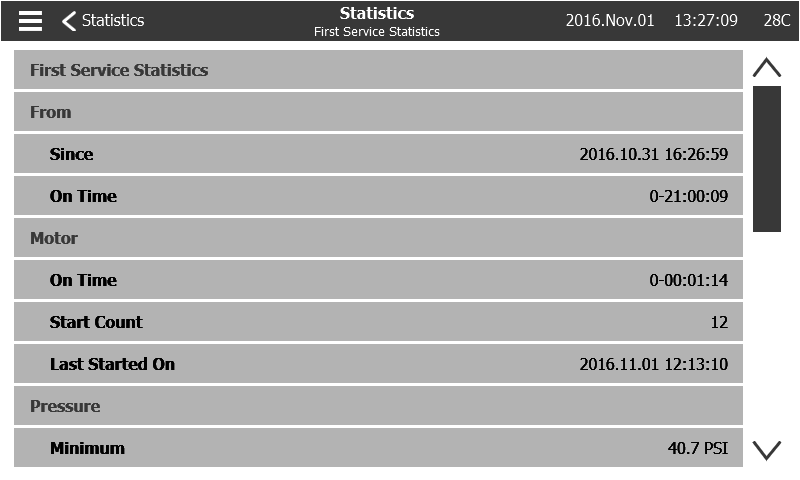 Statistics
Statistics
First Service Statistics
2016.Nov.01 13:27:09 28C
First Service Statistics
From
Since 2016.10.31 16:26:59
On Time 0-21:00:09
Motor
On Time 0-00:01:14
Start Count 12
Last Started On 2016.11.01 12:13:10
Pressure
Minimum 40.7 PSI